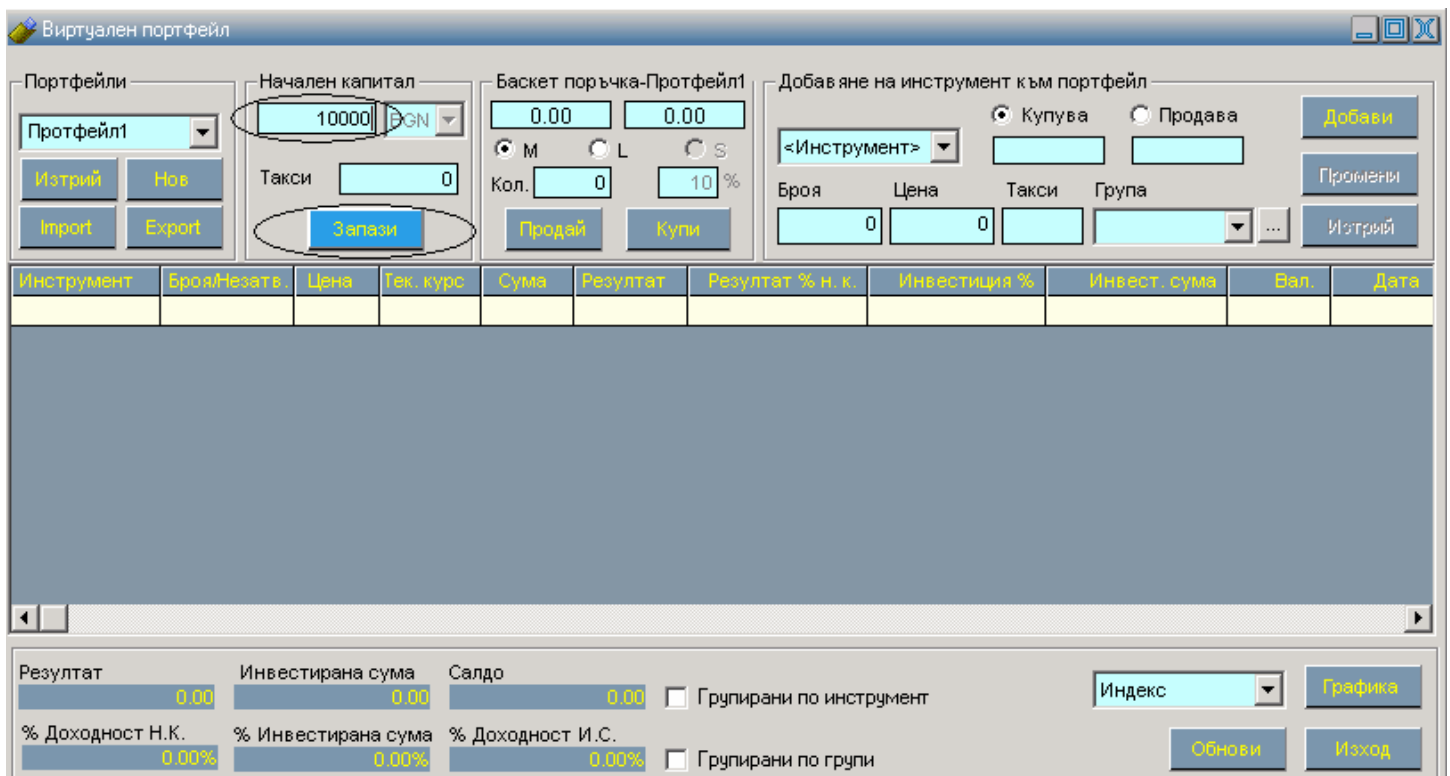 Виртуален портфейл
Портфейли
Начален капитал
Баскет поръчка-Протфейл1
Добавяне на инструмент към портфейл
Протфейл1
10000 BGN
0.00 0.00
<Инструмент>
Купува Продава
Добави
M L S
Изтрий Нов
Такси 0
Кол. 0 10 %
Броя Цена Такси Група
Промени
Import Export
Запази
Продай Купи
0 0 ...
Изтрий
Инструмент Броя/Незатв. Цена Тек. курс Сума Резултат Резултат % н. к. Инвестиция % Инвест. сума Вал. Дата
Резултат Инвестирана сума Салдо
0.00 0.00 0.00
Групирани по инструмент
Индекс
Графика
% Доходност Н.К. % Инвестирана сума % Доходност И.С.
0.00% 0.00% 0.00%
Групирани по групи
Обнови Изход